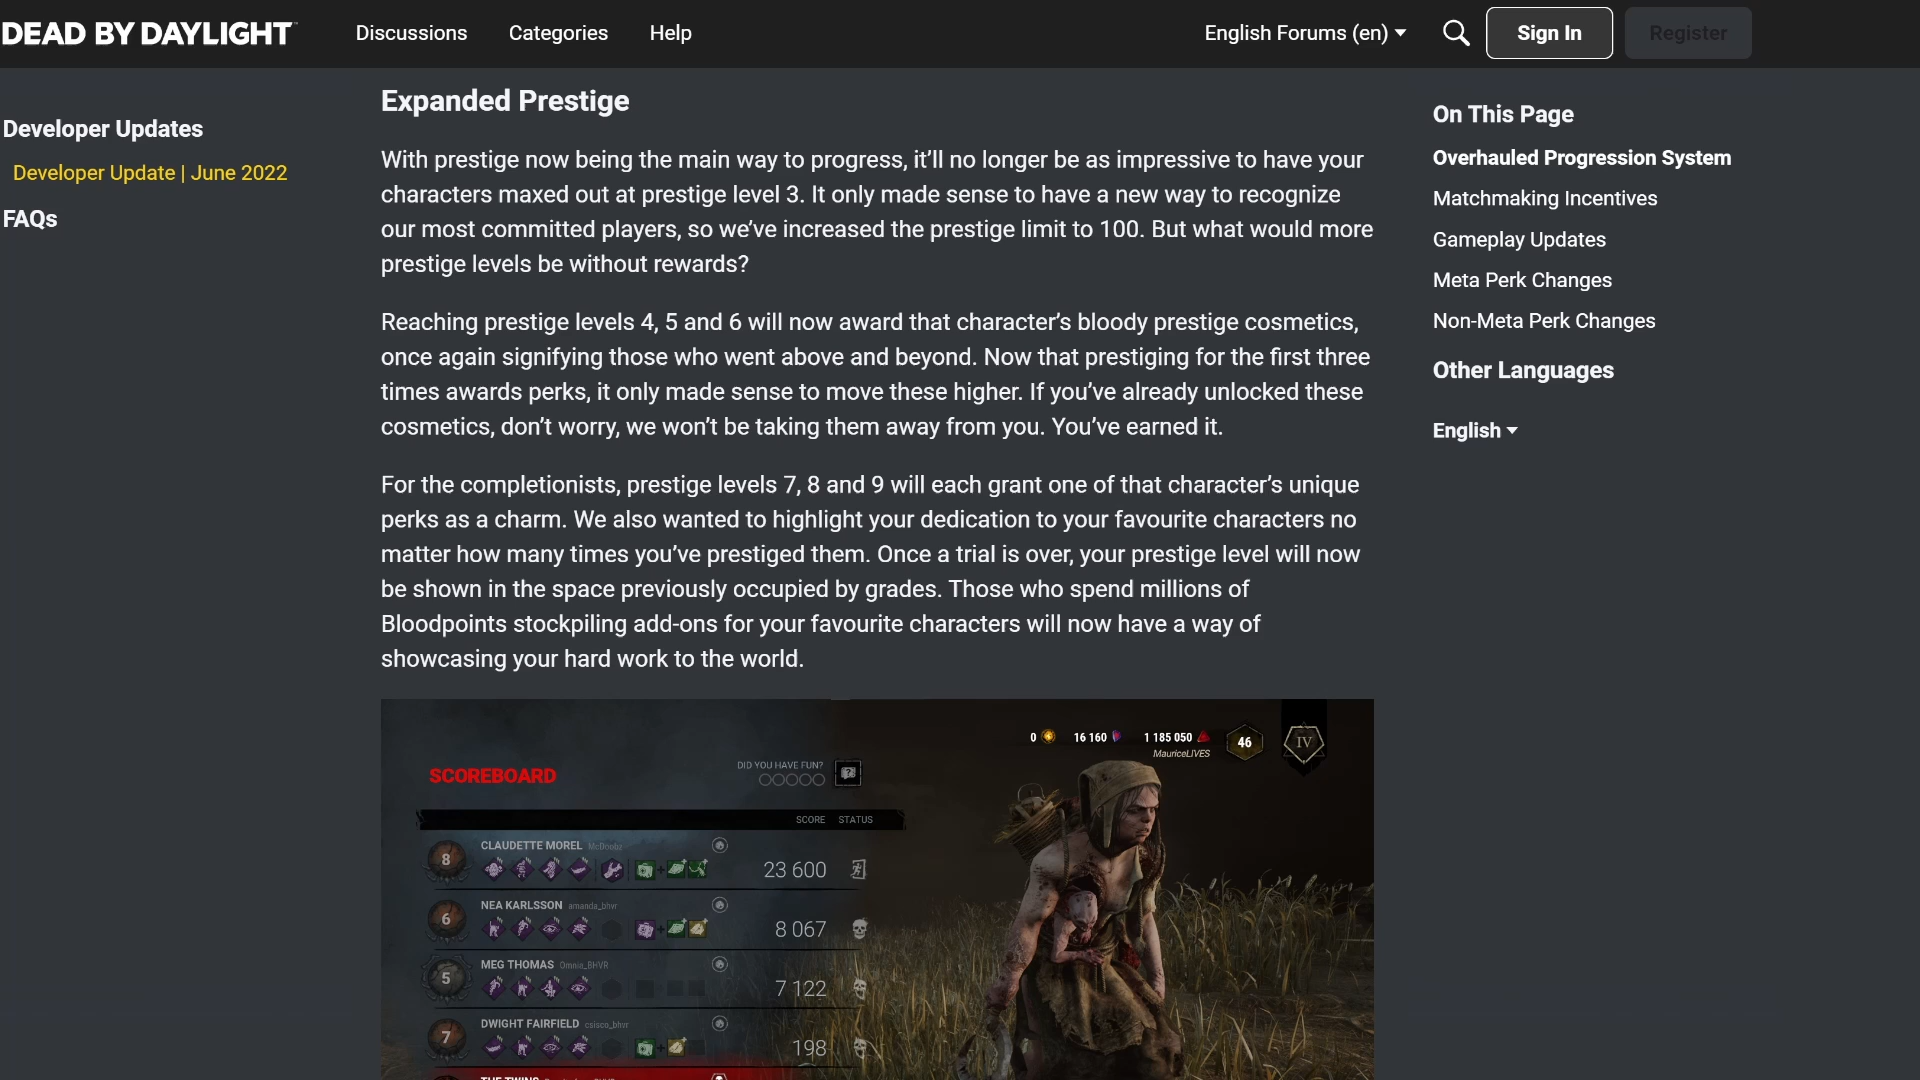 DEAD BY DAYLIGHT™
Discussions
Categories
Help
English Forums (en)
Sign In
Register
Developer Updates
Developer Update | June 2022
FAQs
Expanded Prestige
With prestige now being the main way to progress, it’ll no longer be as impressive to have your
characters maxed out at prestige level 3. It only made sense to have a new way to recognize
our most committed players, so we’ve increased the prestige limit to 100. But what would more
prestige levels be without rewards?
Reaching prestige levels 4, 5 and 6 will now award that character’s bloody prestige cosmetics,
once again signifying those who went above and beyond. Now that prestiging for the first three
times awards perks, it only made sense to move these higher. If you’ve already unlocked these
cosmetics, don’t worry, we won’t be taking them away from you. You’ve earned it.
For the completionists, prestige levels 7, 8 and 9 will each grant one of that character’s unique
perks as a charm. We also wanted to highlight your dedication to your favourite characters no
matter how many times you’ve prestiged them. Once a trial is over, your prestige level will now
be shown in the space previously occupied by grades. Those who spend millions of
Bloodpoints stockpiling add-ons for your favourite characters will now have a way of
showcasing your hard work to the world.
0 16 160 1 185 050 46 IV
MauriceLIVES
SCOREBOARD
DID YOU HAVE FUN?
SCORE STATUS
8 CLAUDETTE MOREL McDoobz
23 600
6 NEA KARLSSON amanda_bhvr
8 067
5 MEG THOMAS Omnia_BHVR
7 122
7 DWIGHT FAIRFIELD csisco_bhvr
198
THE TWINS
On This Page
Overhauled Progression System
Matchmaking Incentives
Gameplay Updates
Meta Perk Changes
Non-Meta Perk Changes
Other Languages
English